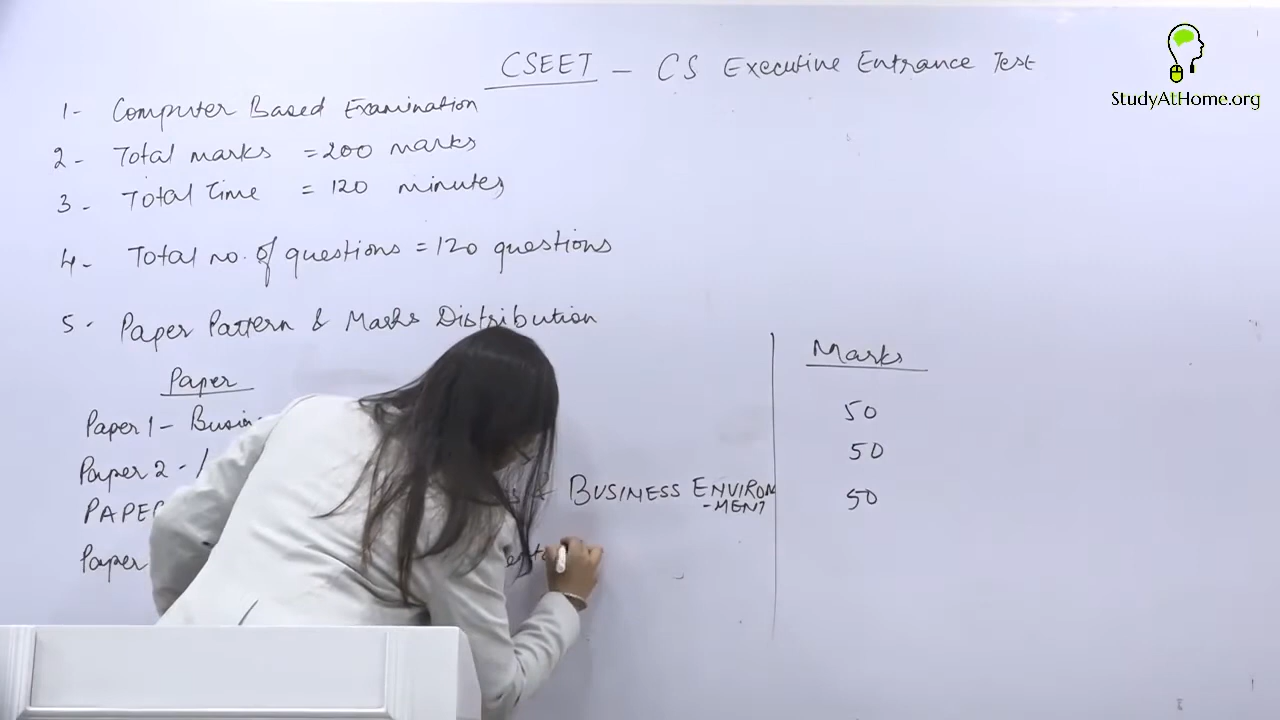 StudyAtHome.org
CSEET - CS Executive Entrance Test
1- Computer Based Examination
2- Total marks = 200 marks
3- Total Time = 120 minutes
4- Total no. of questions = 120 questions
5- Paper Pattern & Marks Distribution
Paper Marks
Paper 1 - Busin 50
Paper 2 - 50
PAPER & BUSINESS ENVIRON 50
-MENT
Paper